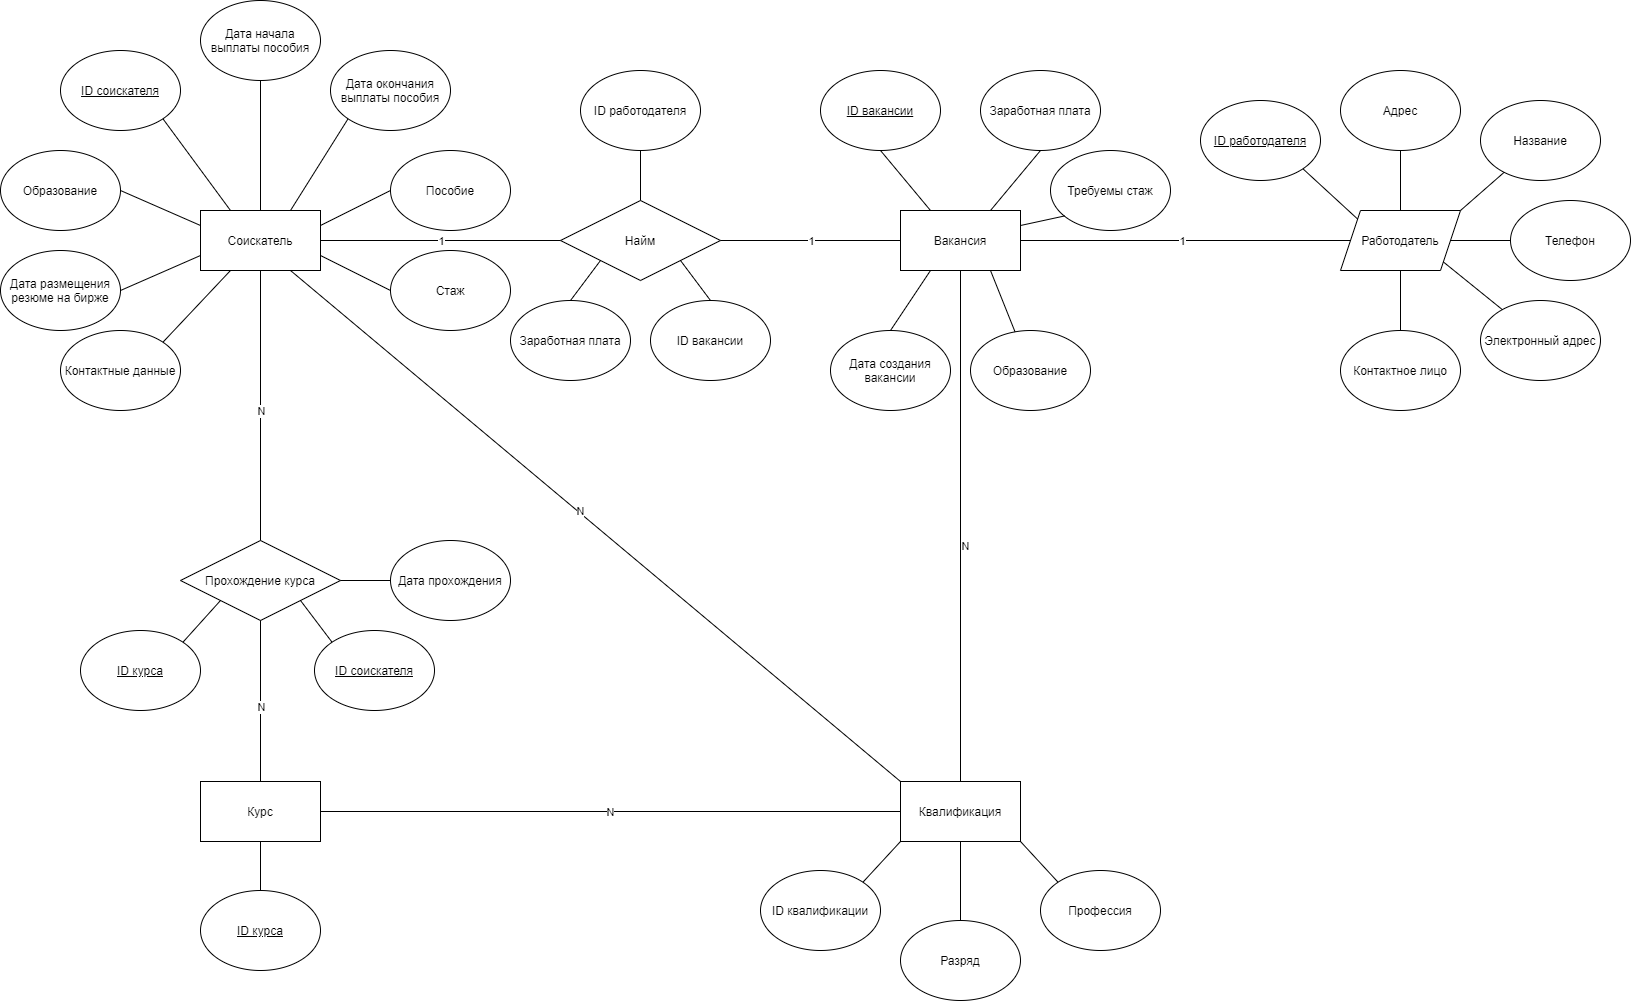 Дата начала
выплаты пособия
ID соискателя
Дата окончания
выплаты пособия
ID работодателя
ID вакансии
Заработная плата
Адрес
ID работодателя
Название
Образование
Пособие
Требуемы стаж
Соискатель
1
Найм
1
Вакансия
1
Работодатель
Телефон
Дата размещения
резюме на бирже
Стаж
Заработная плата
ID вакансии
Электронный адрес
Контактные данные
Дата создания
вакансии
Образование
Контактное лицо
N
N
N
Прохождение курса
Дата прохождения
ID курса
ID соискателя
N
Курс
N
Квалификация
ID квалификации
Профессия
ID курса
Разряд